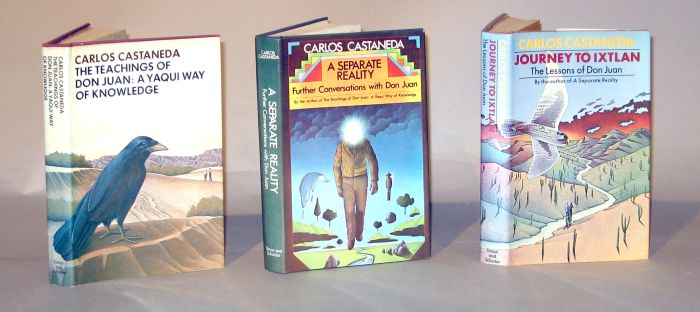 CARLOS CASTANEDA
THE TEACHINGS OF
DON JUAN: A YAQUI WAY
OF KNOWLEDGE
CARLOS CASTANEDA
THE TEACHINGS OF
DON JUAN: A YAQUI WAY
OF KNOWLEDGE
Simon
and
Schuster
CARLOS
CASTANEDA
A SEPARATE REALITY
Further Conversations with Don Juan
Simon and
Schuster
CARLOS CASTANEDA
A SEPARATE
REALITY
Further Conversations with Don Juan
By the author of The Teachings of Don Juan: A Yaqui Way of Knowledge
JOURNEY TO IXTLAN
The Lessons of Don Juan
Simon
and
Schuster
CARLOS CASTANEDA
JOURNEY TO IXTLAN
The Lessons of Don Juan
By the author of A Separate Reality